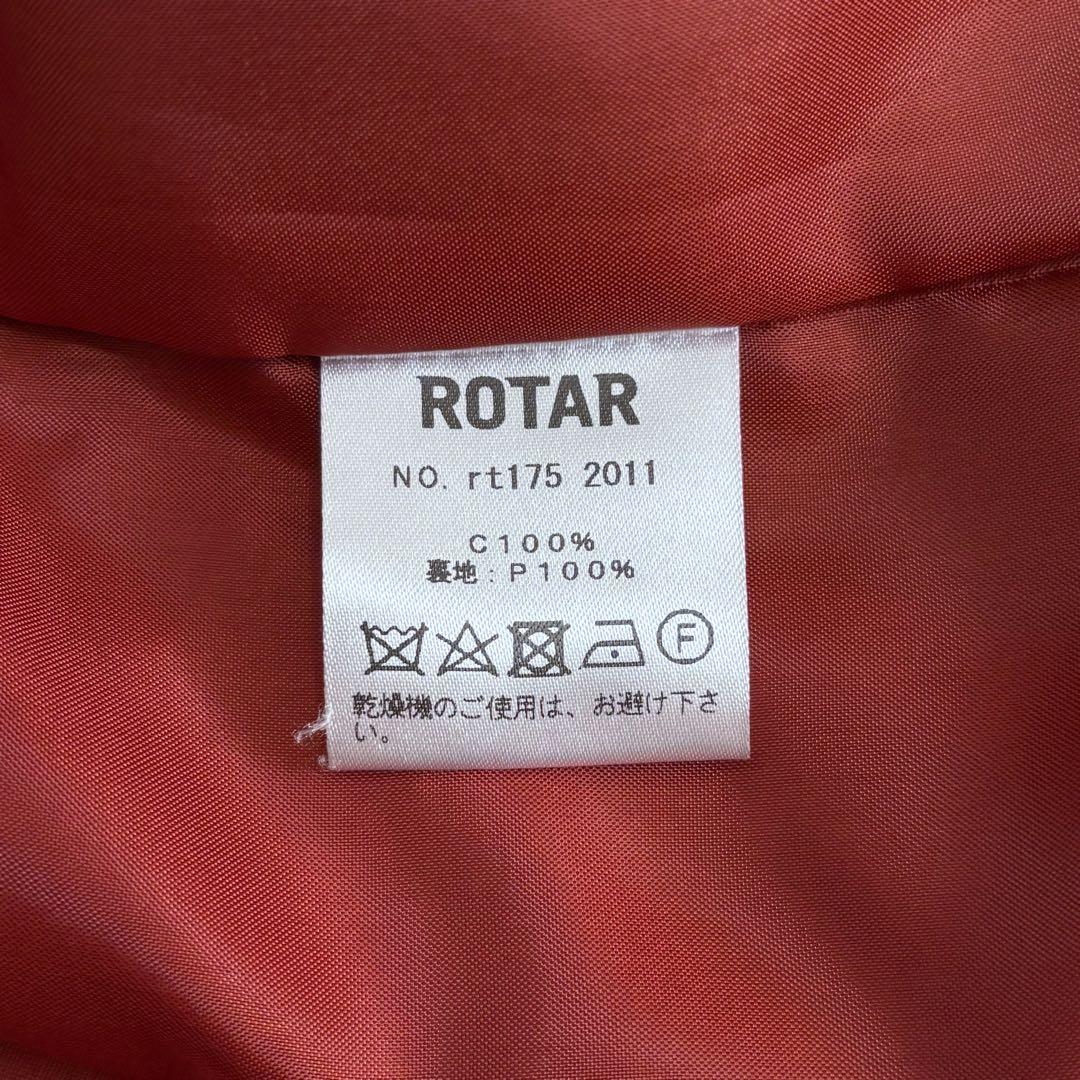 ROTAR
NO. rt175 2011
C100%
裏地:P100%
F
乾燥機のご使用は、お避け下さ
い。